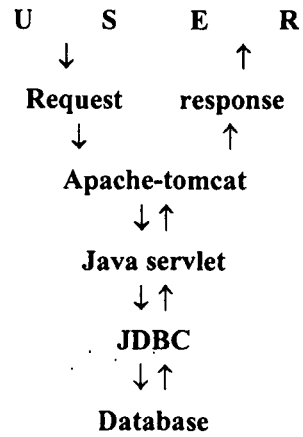 U S E R
↓ ↑
Request response
↓ ↑
Apache-tomcat
↓↑
Java servlet
↓↑
JDBC
↓↑
Database